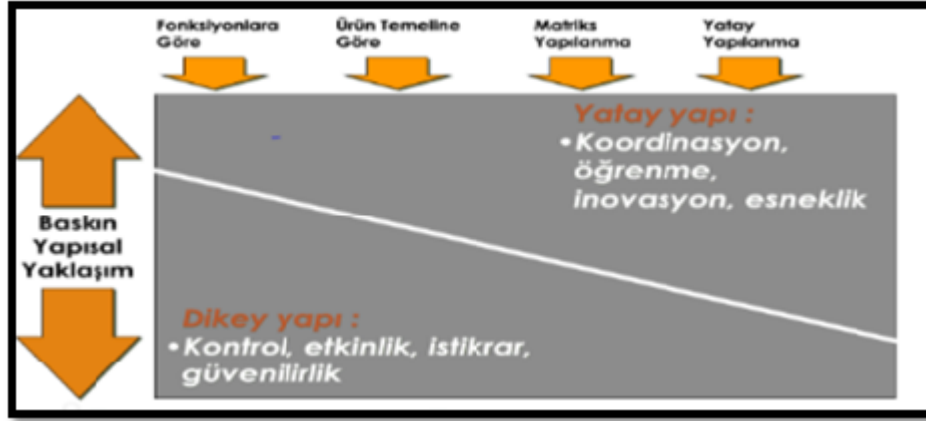 Fonksiyonlara
Göre
Ürün Temeline
Göre
Matriks
Yapılanma
Yatay
Yapılanma
Yatay yapı :
•Koordinasyon,
öğrenme,
inovasyon, esneklik
Baskın
Yapısal
Yaklaşım
Dikey yapı :
•Kontrol, etkinlik, istikrar,
güvenilirlik